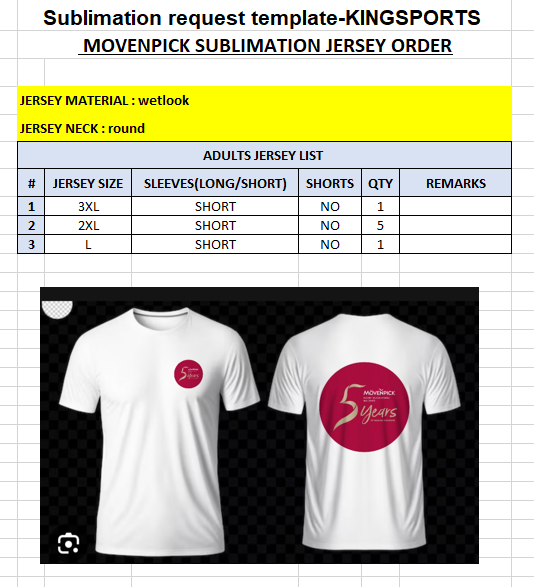 Sublimation request template-KINGSPORTS
MOVENPICK SUBLIMATION JERSEY ORDER
JERSEY MATERIAL : wetlook
JERSEY NECK : round
ADULTS JERSEY LIST
# JERSEY SIZE SLEEVES(LONG/SHORT) SHORTS QTY REMARKS
1 3XL SHORT NO 1
2 2XL SHORT NO 5
3 L SHORT NO 1
5 Years
MÖVENPICK
5 Years